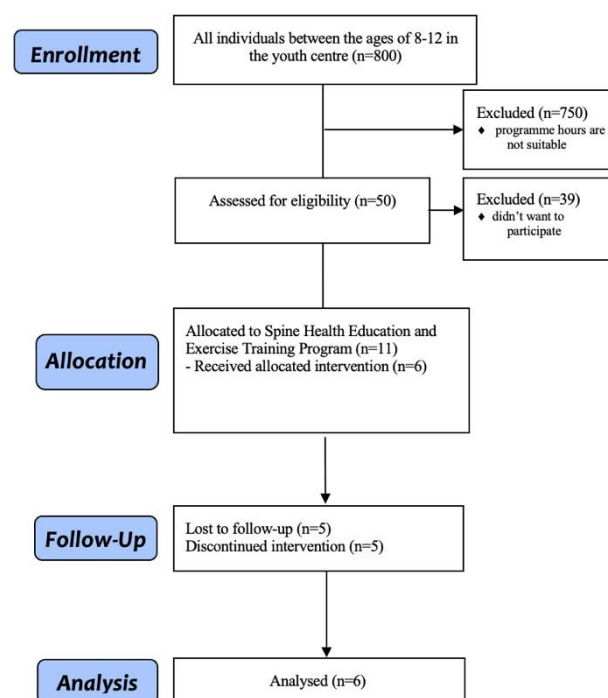 Enrollment
All individuals between the ages of 8-12 in
the youth centre (n=800)
Excluded (n=750)
♦ programme hours are
not suitable
Assessed for eligibility (n=50)
Excluded (n=39)
♦ didn't want to
participate
Allocation
Allocated to Spine Health Education and
Exercise Training Program (n=11)
- Received allocated intervention (n=6)
Follow-Up
Lost to follow-up (n=5)
Discontinued intervention (n=5)
Analysis
Analysed (n=6)